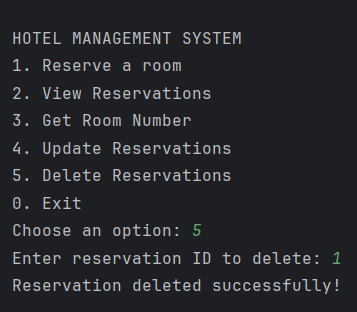 HOTEL MANAGEMENT SYSTEM
1. Reserve a room
2. View Reservations
3. Get Room Number
4. Update Reservations
5. Delete Reservations
0. Exit
Choose an option: 5
Enter reservation ID to delete: 1
Reservation deleted successfully!